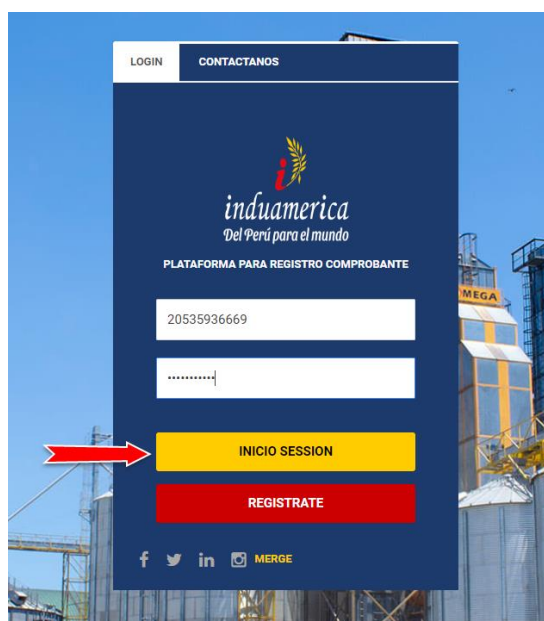 LOGIN CONTACTANOS
induamerica
Del Perú para el mundo
PLATAFORMA PARA REGISTRO COMPROBANTE
MEGA
20535936669
INICIO SESSION
REGISTRATE
MERGE